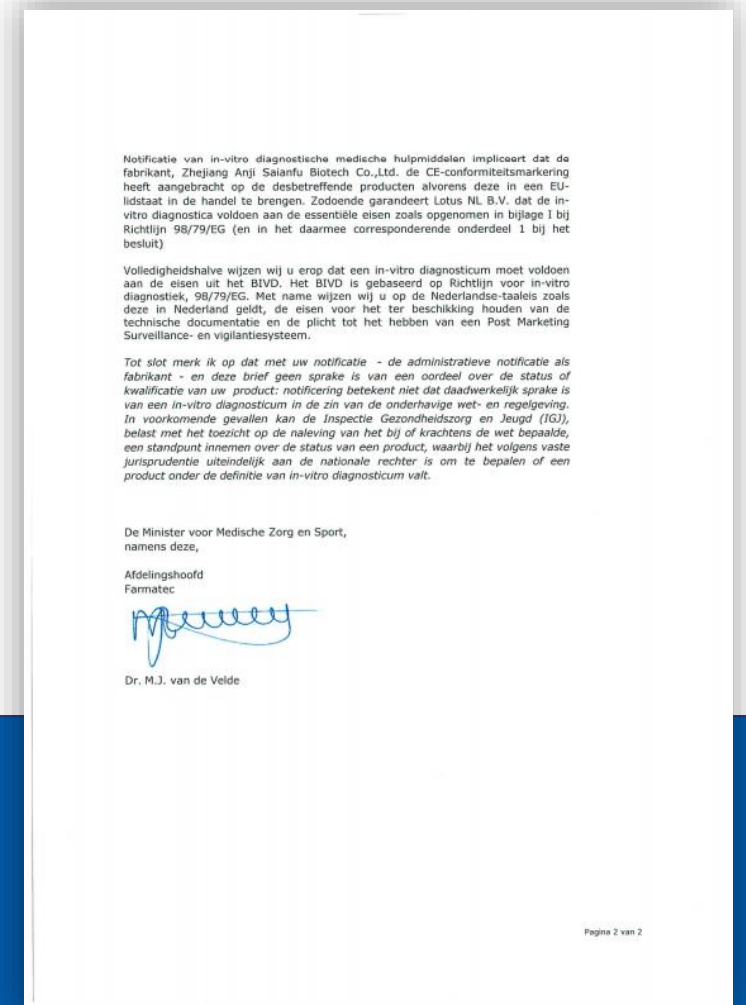 Notificatie van in-vitro diagnostische medische hulpmiddelen impliceert dat de
fabrikant, Zhejiang Anji Saianfu Biotech Co.,Ltd. de CE-conformiteitsmarkering
heeft aangebracht op de desbetreffende producten alvorens deze in een EU-
lidstaat in de handel te brengen. Zodoende garandeert Lotus NL B.V. dat de in-
vitro diagnostica voldoen aan de essentiële eisen zoals opgenomen in bijlage I bij
Richtlijn 98/79/EG (en in het daarmee corresponderende onderdeel 1 bij het
besluit)
Volledigheidshalve wijzen wij u erop dat een in-vitro diagnosticum moet voldoen
aan de eisen uit het BIVD. Het BIVD is gebaseerd op Richtlijn voor in-vitro
diagnostiek, 98/79/EG. Met name wijzen wij u op de Nederlandse-taaleis zoals
deze in Nederland geldt, de eisen voor het ter beschikking houden van de
technische documentatie en de plicht tot het hebben van een Post Marketing
Surveillance- en vigilantiesysteem.
Tot slot merk ik op dat met uw notificatie - de administratieve notificatie als
fabrikant - en deze brief geen sprake is van een oordeel over de status of
kwalificatie van uw product: notificering betekent niet dat daadwerkelijk sprake is
van een in-vitro diagnosticum in de zin van de onderhavige wet- en regelgeving.
In voorkomende gevallen kan de Inspectie Gezondheidszorg en Jeugd (IGJ),
belast met het toezicht op de naleving van het bij of krachtens de wet bepaalde,
een standpunt innemen over de status van een product, waarbij het volgens vaste
jurisprudentie uiteindelijk aan de nationale rechter is om te bepalen of een
product onder de definitie van in-vitro diagnosticum valt.
De Minister voor Medische Zorg en Sport,
namens deze,
Afdelingshoofd
Farmatec
Dr. M.J. van de Velde
Pagina 2 van 2